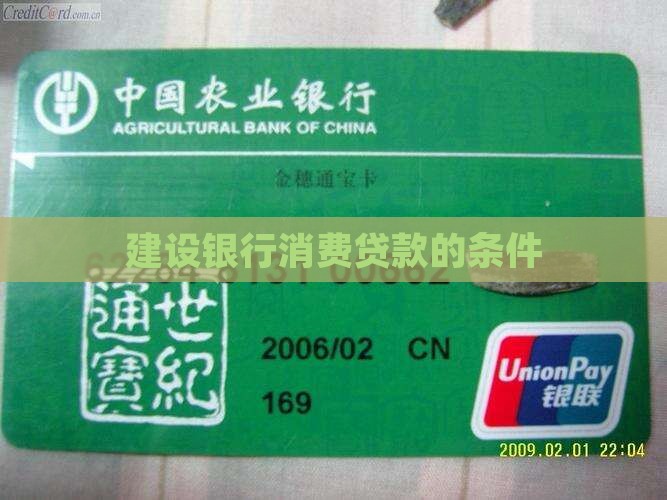 CreditCard.com.cn
中国农业银行
AGRICULTURAL BANK OF CHINA
金穗通宝卡
建设银行消费贷款的条件
世纪
通寶
2006/02 CN
169
UnionPay
银联
2009.02.01 22:04